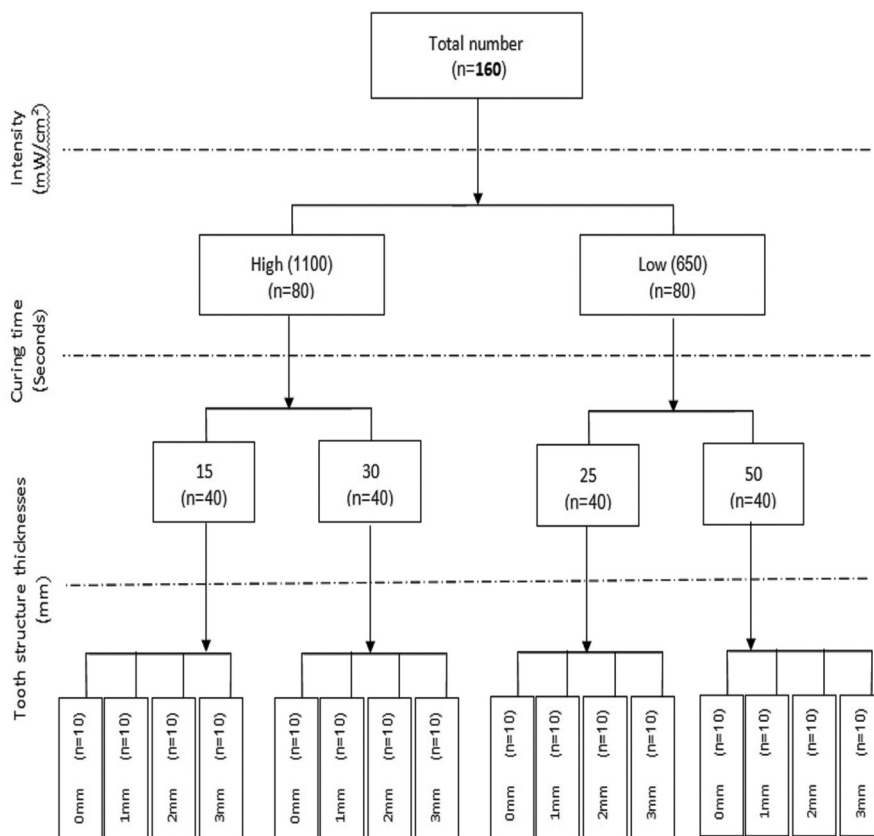 Total number
(n=160)
Intensity
(mW/cm²)
High (1100)
(n=80)
Low (650)
(n=80)
Curing time
(Seconds)
15
(n=40)
30
(n=40)
25
(n=40)
50
(n=40)
Tooth structure thicknesses
(mm)
0mm (n=10)
1mm (n=10)
2mm (n=10)
3mm (n=10)
0mm (n=10)
1mm (n=10)
2mm (n=10)
3mm (n=10)
0mm (n=10)
1mm (n=10)
2mm (n=10)
3mm (n=10)
0mm (n=10)
1mm (n=10)
2mm (n=10)
3mm (n=10)